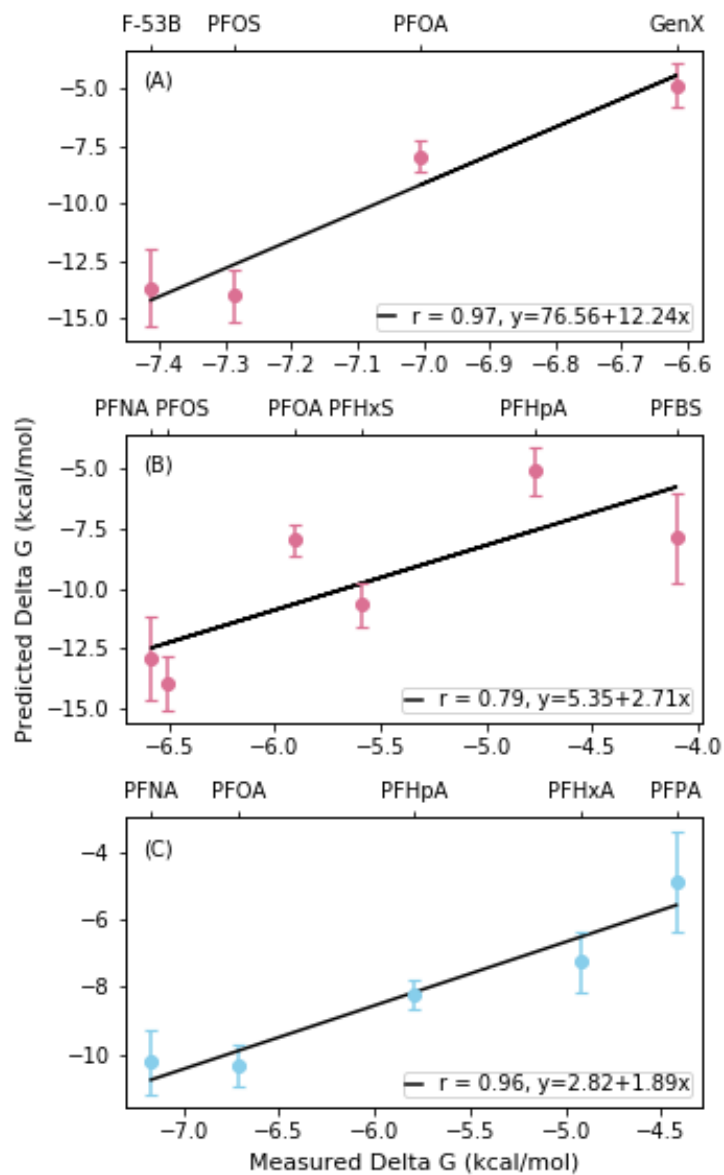 F-53B PFOS PFOA GenX
(A)
−5.0
−7.5
−10.0
−12.5
−15.0
r = 0.97, y=76.56+12.24x
−7.4 −7.3 −7.2 −7.1 −7.0 −6.9 −6.8 −6.7 −6.6
PFNA PFOS PFOA PFHxS PFHpA PFBS
(B)
−5.0
−7.5
−10.0
−12.5
−15.0
r = 0.79, y=5.35+2.71x
−6.5 −6.0 −5.5 −5.0 −4.5 −4.0
Predicted Delta G (kcal/mol)
PFNA PFOA PFHpA PFHxA PFPA
(C)
−4
−6
−8
−10
r = 0.96, y=2.82+1.89x
−7.0 −6.5 −6.0 −5.5 −5.0 −4.5
Measured Delta G (kcal/mol)